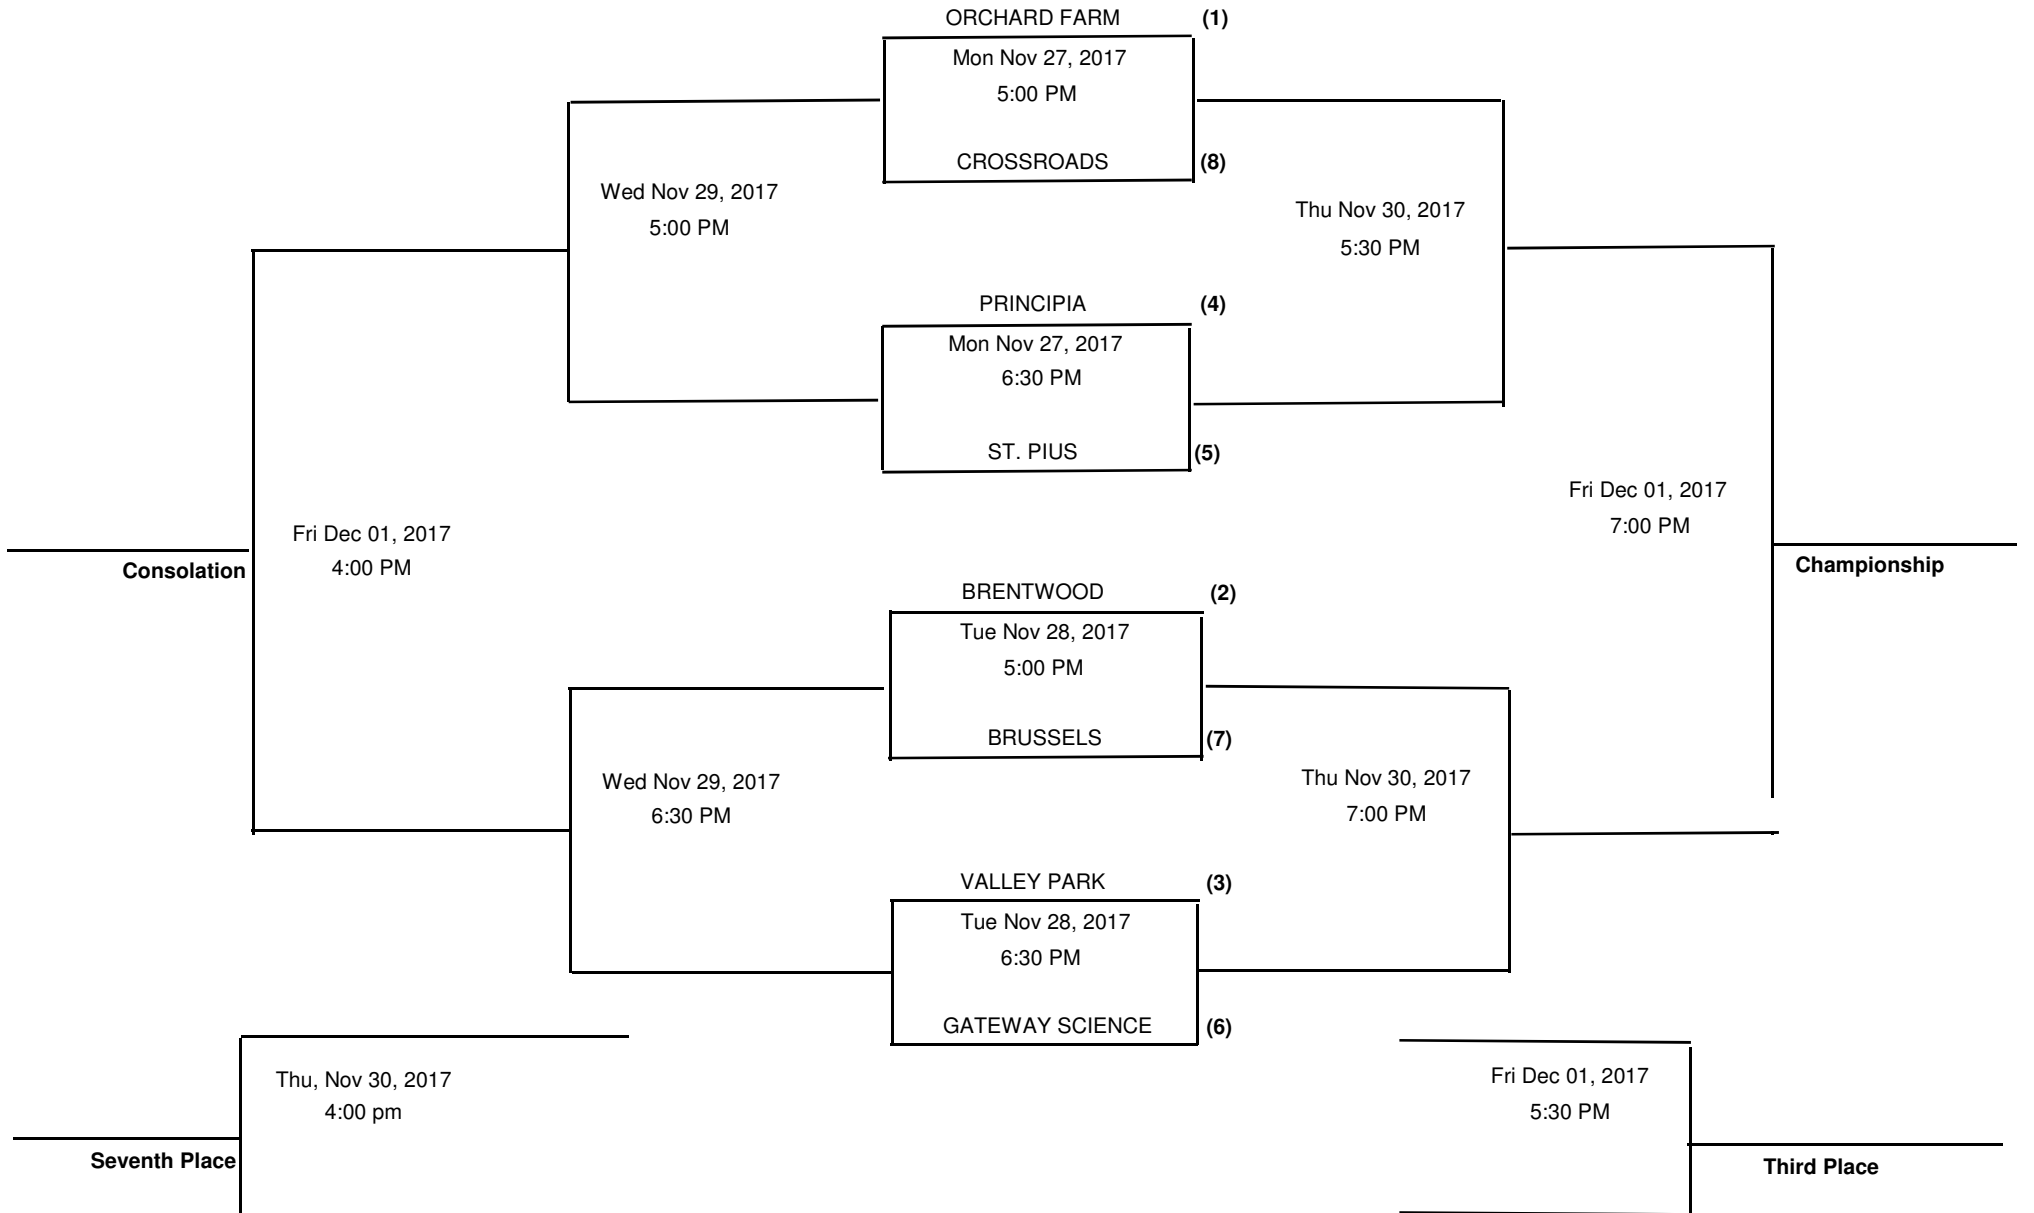 ORCHARD FARM (1)
Mon Nov 27, 2017
5:00 PM
CROSSROADS (8)
Wed Nov 29, 2017
5:00 PM
Thu Nov 30, 2017
5:30 PM
PRINCIPIA (4)
Mon Nov 27, 2017
6:30 PM
ST. PIUS (5)
Fri Dec 01, 2017
4:00 PM
Consolation
Fri Dec 01, 2017
7:00 PM
Championship
BRENTWOOD (2)
Tue Nov 28, 2017
5:00 PM
BRUSSELS (7)
Wed Nov 29, 2017
6:30 PM
Thu Nov 30, 2017
7:00 PM
VALLEY PARK (3)
Tue Nov 28, 2017
6:30 PM
GATEWAY SCIENCE (6)
Thu, Nov 30, 2017
4:00 pm
Seventh Place
Fri Dec 01, 2017
5:30 PM
Third Place